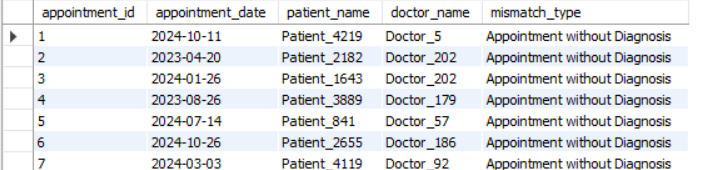 appointment_id appointment_date patient_name doctor_name mismatch_type
1 2024-10-11 Patient_4219 Doctor_5 Appointment without Diagnosis
2 2023-04-20 Patient_2182 Doctor_202 Appointment without Diagnosis
3 2024-01-26 Patient_1643 Doctor_202 Appointment without Diagnosis
4 2023-08-26 Patient_3889 Doctor_179 Appointment without Diagnosis
5 2024-07-14 Patient_841 Doctor_57 Appointment without Diagnosis
6 2024-10-26 Patient_2655 Doctor_186 Appointment without Diagnosis
7 2024-03-03 Patient_4119 Doctor_92 Appointment without Diagnosis